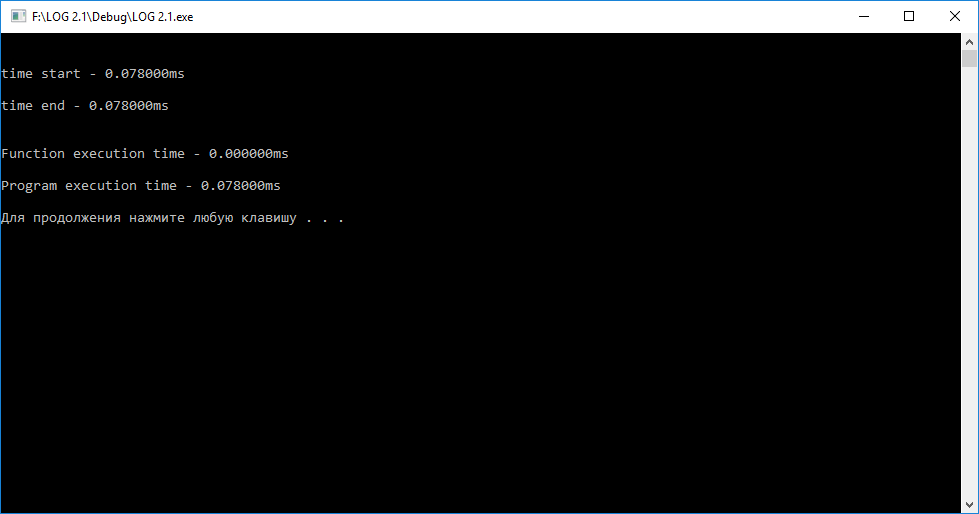 F:\LOG 2.1\Debug\LOG 2.1.exe
time start - 0.078000ms
time end - 0.078000ms
Function execution time - 0.000000ms
Program execution time - 0.078000ms
Для продолжения нажмите любую клавишу . . .